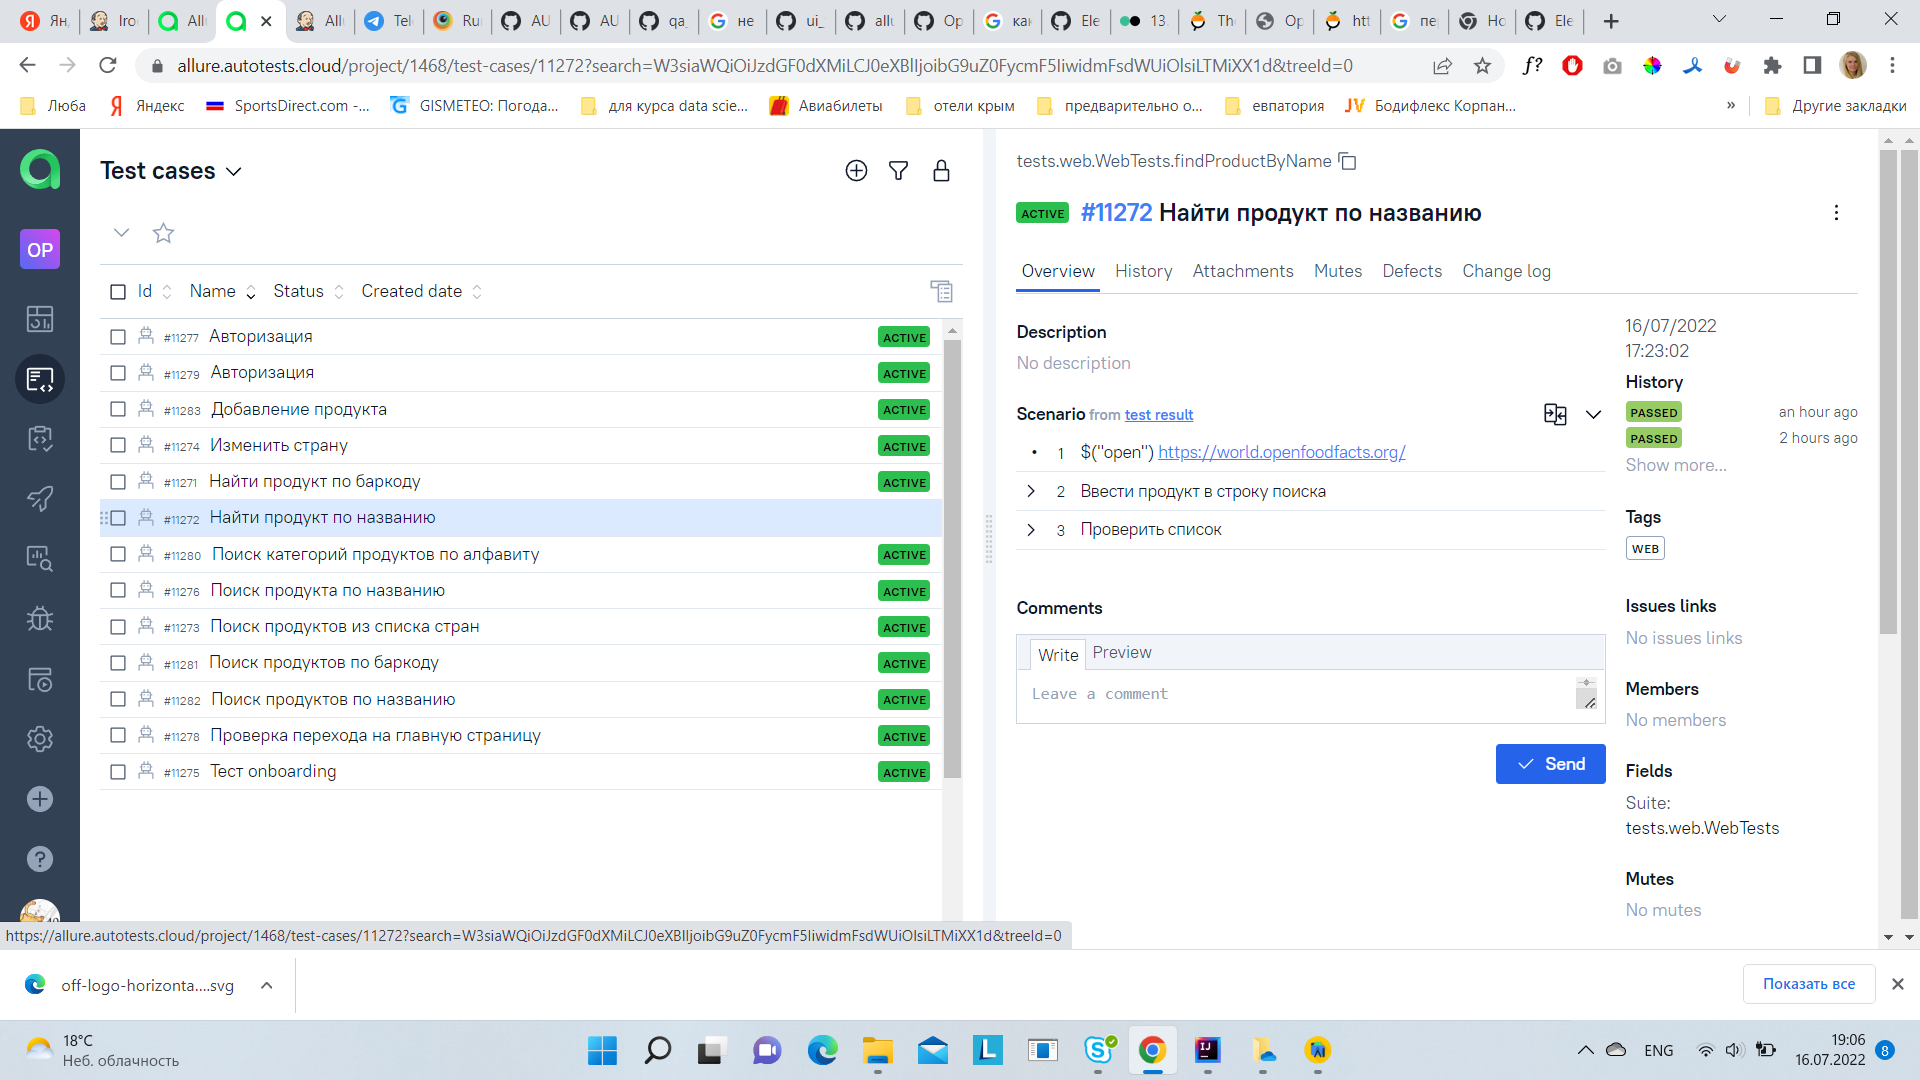 Ян,
Iro
Allu
Allu
Tel
Ru
AU
AU
qa_
не
ui_
allu
Op
как
Ele
13
Th
Op
htt
пе
Ho
Ele
allure.autotests.cloud/project/1468/test-cases/11272?search=W3siaWQiOiJzdGF0dXMiLCJ0eXBlIjoibG9uZ0FycmF5IiwidmFsdWUiOlsiLTMiXX1d&treeId=0
f?
Люба
Яндекс
SportsDirect.com -...
GISMETEO: Погода...
для курса data scie...
Авиабилеты
отели крым
предварительно о...
евпатория
JV Бодифлекс Корпан...
»
Другие закладки
Test cases
OP
Id Name Status Created date
#11277 Авторизация ACTIVE
#11279 Авторизация ACTIVE
#11283 Добавление продукта ACTIVE
#11274 Изменить страну ACTIVE
#11271 Найти продукт по баркоду ACTIVE
#11272 Найти продукт по названию
#11280 Поиск категорий продуктов по алфавиту ACTIVE
#11276 Поиск продукта по названию ACTIVE
#11273 Поиск продуктов из списка стран ACTIVE
#11281 Поиск продуктов по баркоду ACTIVE
#11282 Поиск продуктов по названию ACTIVE
#11278 Проверка перехода на главную страницу ACTIVE
#11275 Тест onboarding ACTIVE
tests.web.WebTests.findProductByName
ACTIVE #11272 Найти продукт по названию
Overview History Attachments Mutes Defects Change log
Description
No description
Scenario from test result
• 1 $("open") https://world.openfoodfacts.org/
2 Ввести продукт в строку поиска
3 Проверить список
Comments
Write Preview
Leave a comment
Send
16/07/2022
17:23:02
History
PASSED an hour ago
PASSED 2 hours ago
Show more...
Tags
WEB
Issues links
No issues links
Members
No members
Fields
Suite:
tests.web.WebTests
Mutes
No mutes
https://allure.autotests.cloud/project/1468/test-cases/11272?search=W3siaWQiOiJzdGF0dXMiLCJ0eXBlIjoibG9uZ0FycmF5IiwidmFsdWUiOlsiLTMiXX1d&treeId=0
off-logo-horizonta....svg
Показать все
18°C
Неб. облачность
ENG
19:06
16.07.2022
8